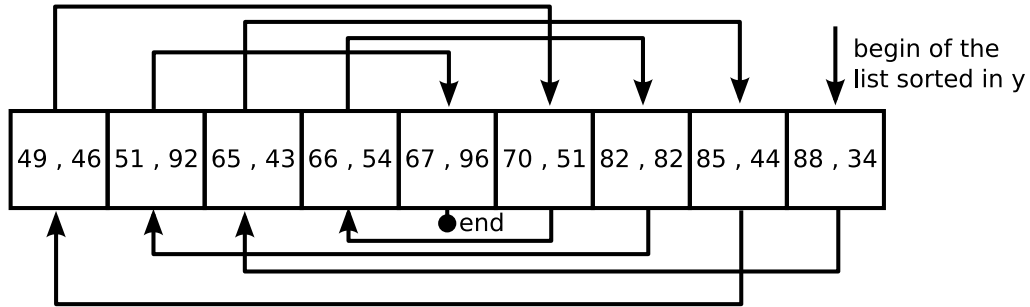 begin of the
list sorted in y
49 , 46
51 , 92
65 , 43
66 , 54
67 , 96
70 , 51
82 , 82
85 , 44
88 , 34
end